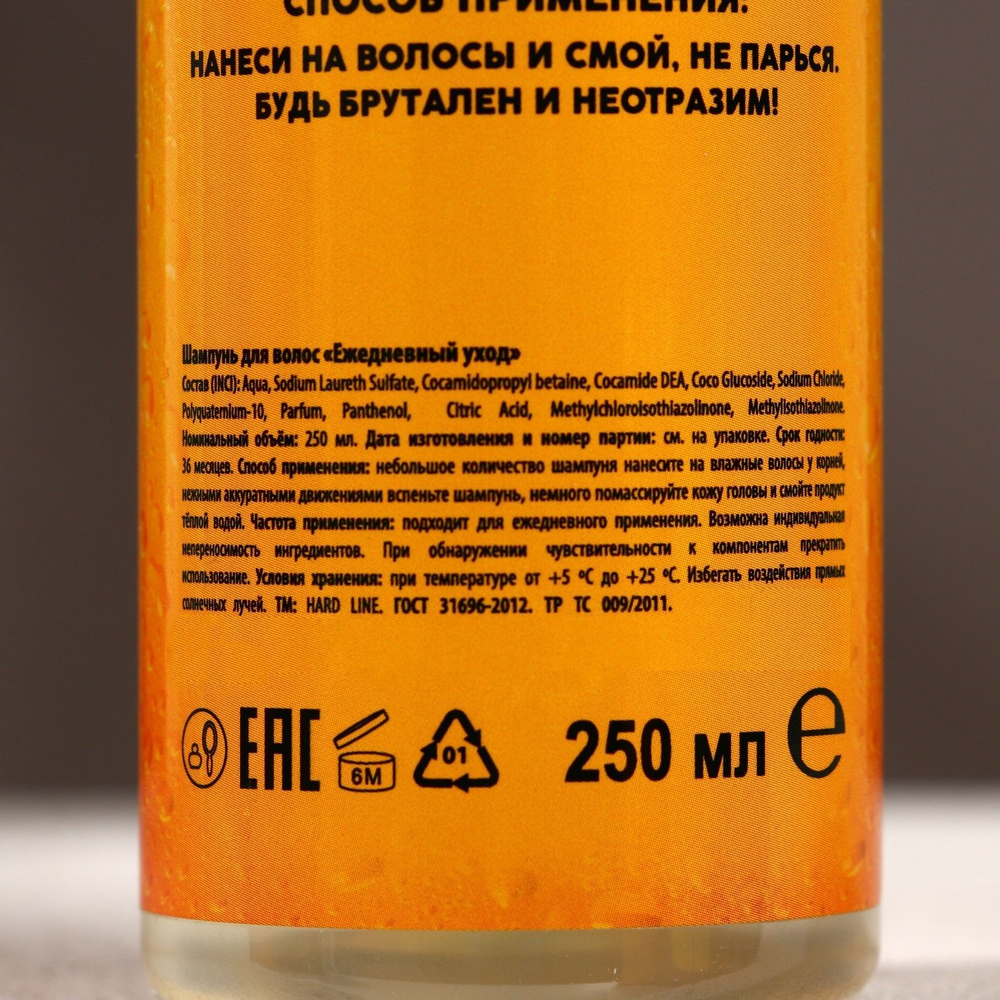 СПОСОБ ПРИМЕНЕНИЯ:
НАНЕСИ НА ВОЛОСЫ И СМОЙ, НЕ ПАРЬСЯ.
БУДЬ БРУТАЛЕН И НЕОТРАЗИМ!
Шампунь для волос «Ежедневный уход»
Состав (INCI): Aqua, Sodium Laureth Sulfate, Cocamidopropyl betaine, Cocamide DEA, Coco Glucoside, Sodium Chloride,
Polyquaternium-10, Parfum, Panthenol, Citric Acid, Methylchloroisothiazolinone, Methylisothiazolinone.
Номинальный объём: 250 мл. Дата изготовления и номер партии: см. на упаковке. Срок годности:
36 месяцев. Способ применения: небольшое количество шампуня нанесите на влажные волосы у корней,
нежными аккуратными движениями вспеньте шампунь, немного помассируйте кожу головы и смойте продукт
тёплой водой. Частота применения: подходит для ежедневного применения. Возможна индивидуальная
непереносимость ингредиентов. При обнаружении чувствительности к компонентам прекратить
использование. Условия хранения: при температуре от +5 °C до +25 °C. Избегать воздействия прямых
солнечных лучей. ТМ: HARD LINE. ГОСТ 31696-2012. ТР ТС 009/2011.
EAC 6M 01 250 мл e